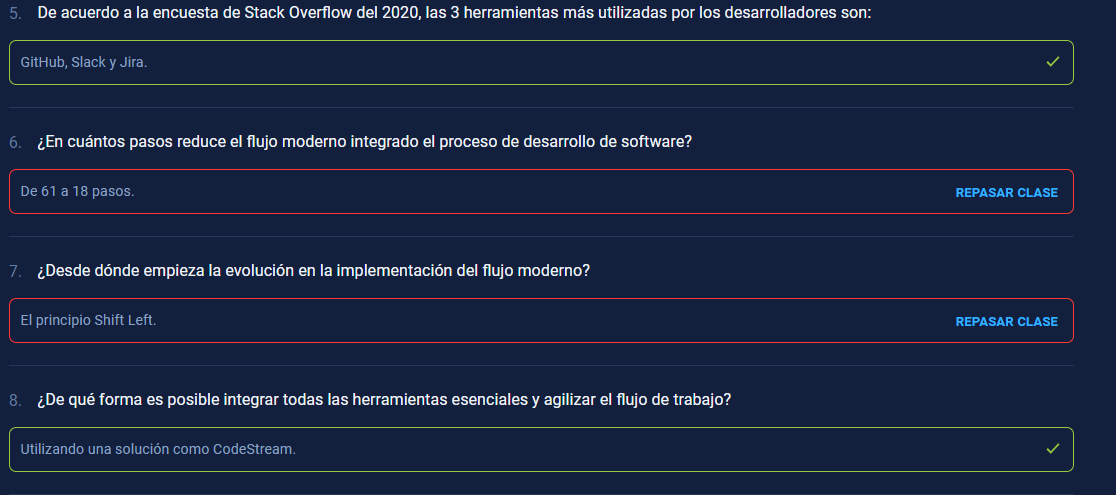 5. De acuerdo a la encuesta de Stack Overflow del 2020, las 3 herramientas más utilizadas por los desarrolladores son:
GitHub, Slack y Jira.
6. ¿En cuántos pasos reduce el flujo moderno integrado el proceso de desarrollo de software?
De 61 a 18 pasos. REPASAR CLASE
7. ¿Desde dónde empieza la evolución en la implementación del flujo moderno?
El principio Shift Left. REPASAR CLASE
8. ¿De qué forma es posible integrar todas las herramientas esenciales y agilizar el flujo de trabajo?
Utilizando una solución como CodeStream.